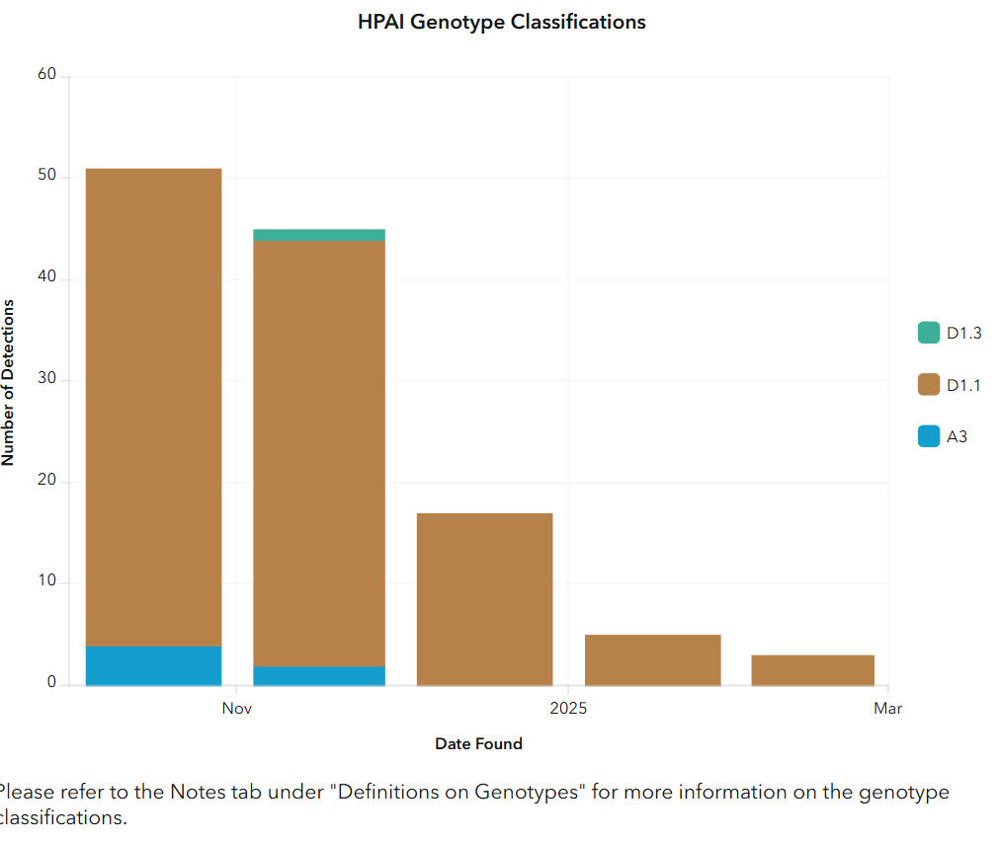 HPAI Genotype Classifications
60
50
40
30
20
10
0
Number of Detections
Nov
2025
Mar
Date Found
D1.3
D1.1
A3
Please refer to the Notes tab under "Definitions on Genotypes" for more information on the genotype
classifications.